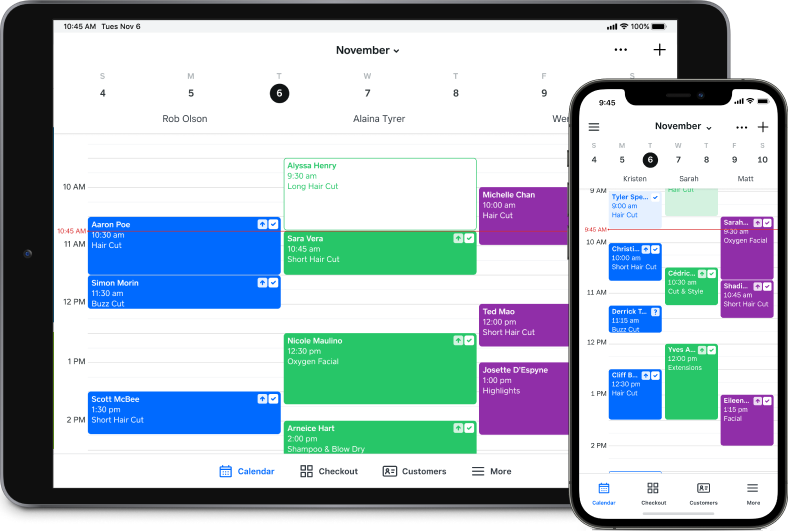 10:45 AM Tues Nov 6
100%
November
S M T W T F S
4 5 6 7 8 9
Rob Olson
Alaina Tyrer
10 AM
10:45 AM
11 AM
12 PM
1 PM
2 PM
Aaron Poe
10:30 am
Hair Cut
Simon Morin
11:30 am
Buzz Cut
Scott McBee
1:30 pm
Short Hair Cut
Alyssa Henry
9:30 am
Long Hair Cut
Sara Vera
10:45 am
Short Hair Cut
Nicole Maulino
12:30 pm
Oxygen Facial
Arneice Hart
2:00 pm
Shampoo & Blow Dry
Michelle Chan
10:00 am
Hair Cut
Ted Mao
12:00 pm
Short Hair Cut
Josette D'Espyne
1:00 pm
Highlights
Calendar
Checkout
Customers
More
9:45
November
S M T W T F S
4 5 6 7 8 9 10
Kristen
Sarah
Matt
9 AM
9:45 AM
10 AM
11 AM
12 PM
1 PM
2 PM
Tyler Spe...
9:00 am
Hair Cut
Christi...
10:00 am
Short Hair Cut
Derrick T...
11:15 am
Buzz Cut
Cliff B...
12:30 pm
Hair Cut
Hair Cut
Cédric...
10:30 am
Cut & Style
Yves A...
12:00 pm
Extensions
Sarah...
9:30 am
Oxygen Facial
Shadi...
10:45 am
Short Hair Cut
Eileen...
1:15 pm
Facial
Calendar
Checkout
Customers
More